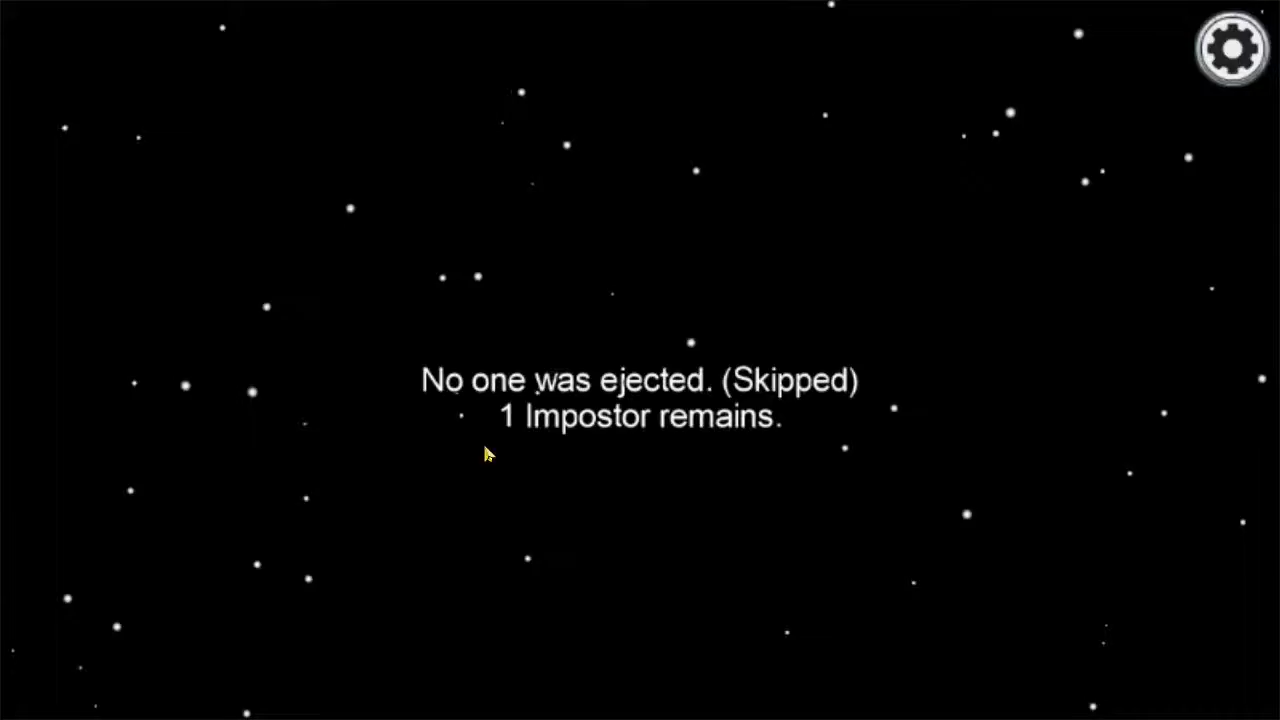 No one was ejected. (Skipped)
1 Impostor remains.